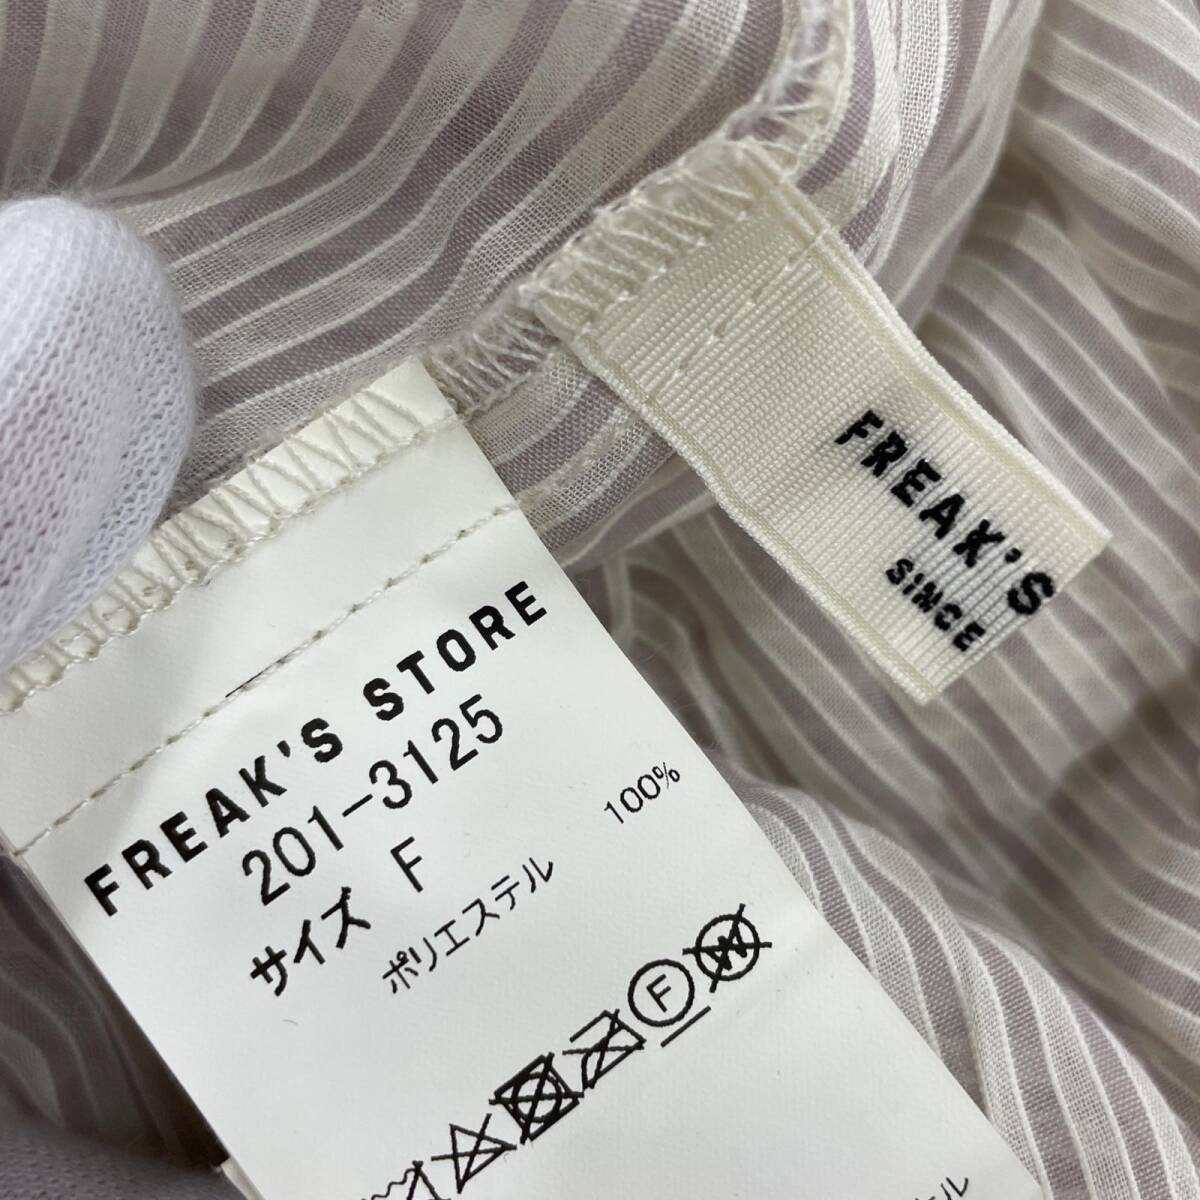 FREAK'S STORE
201-3125
サイズ F
ポリエステル 100%
F
W
FREAK'S
SINCE